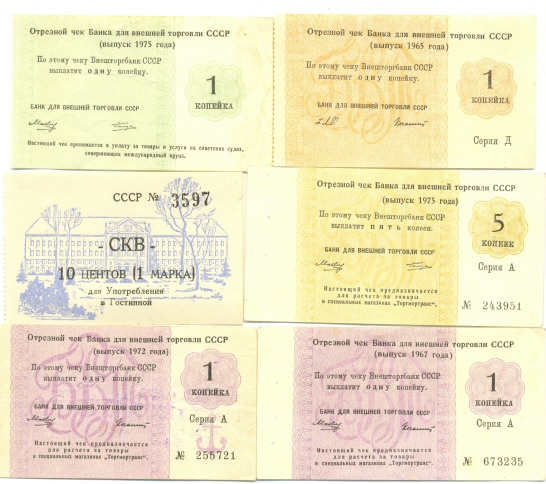 Отрезной чек Банка для внешней торговли СССР
(выпуск 1975 года)
По этому чеку Внешторгбанк СССР
выплатит одну копейку.
1
КОПЕЙКА
БАНК ДЛЯ ВНЕШНЕЙ ТОРГОВЛИ СССР
Настоящий чек принимается в уплату за товары и услуги на советских судах,
совершающих международный круиз.
Отрезной чек Банка для внешней торговли СССР
(выпуск 1965 года)
По этому чеку Внешторгбанк СССР
выплатит одну копейку.
1
КОПЕЙКА
БАНК ДЛЯ ВНЕШНЕЙ ТОРГОВЛИ СССР
Серия Д
СССР № 3597
- СКВ -
10 ЦЕНТОВ (1 МАРКА)
для Употребления
в Гостинной
Отрезной чек Банка для внешней торговли СССР
(выпуск 1975 года)
По этому чеку Внешторгбанк СССР
выплатит пять копеек.
5
КОПЕЕК
БАНК ДЛЯ ВНЕШНЕЙ ТОРГОВЛИ СССР
Серия А
Настоящий чек предназначается
для расчета за товары
в специальных магазинах „Торгмортранс".
№ 243951
Отрезной чек Банка для внешней торговли СССР
(выпуск 1972 года)
По этому чеку Внешторгбанк СССР
выплатит одну копейку.
1
КОПЕЙКА
БАНК ДЛЯ ВНЕШНЕЙ ТОРГОВЛИ СССР
Серия А
Настоящий чек предназначается
для расчета за товары
в специальных магазинах „Торгмортранс".
№ 255721
Отрезной чек Банка для внешней торговли СССР
(выпуск 1967 года)
По этому чеку Внешторгбанк СССР
выплатит одну копейку.
1
КОПЕЙКА
БАНК ДЛЯ ВНЕШНЕЙ ТОРГОВЛИ СССР
Серия А
Настоящий чек предназначается
для расчета за товары
в специальных магазинах „Торгмортранс".
№ 673235